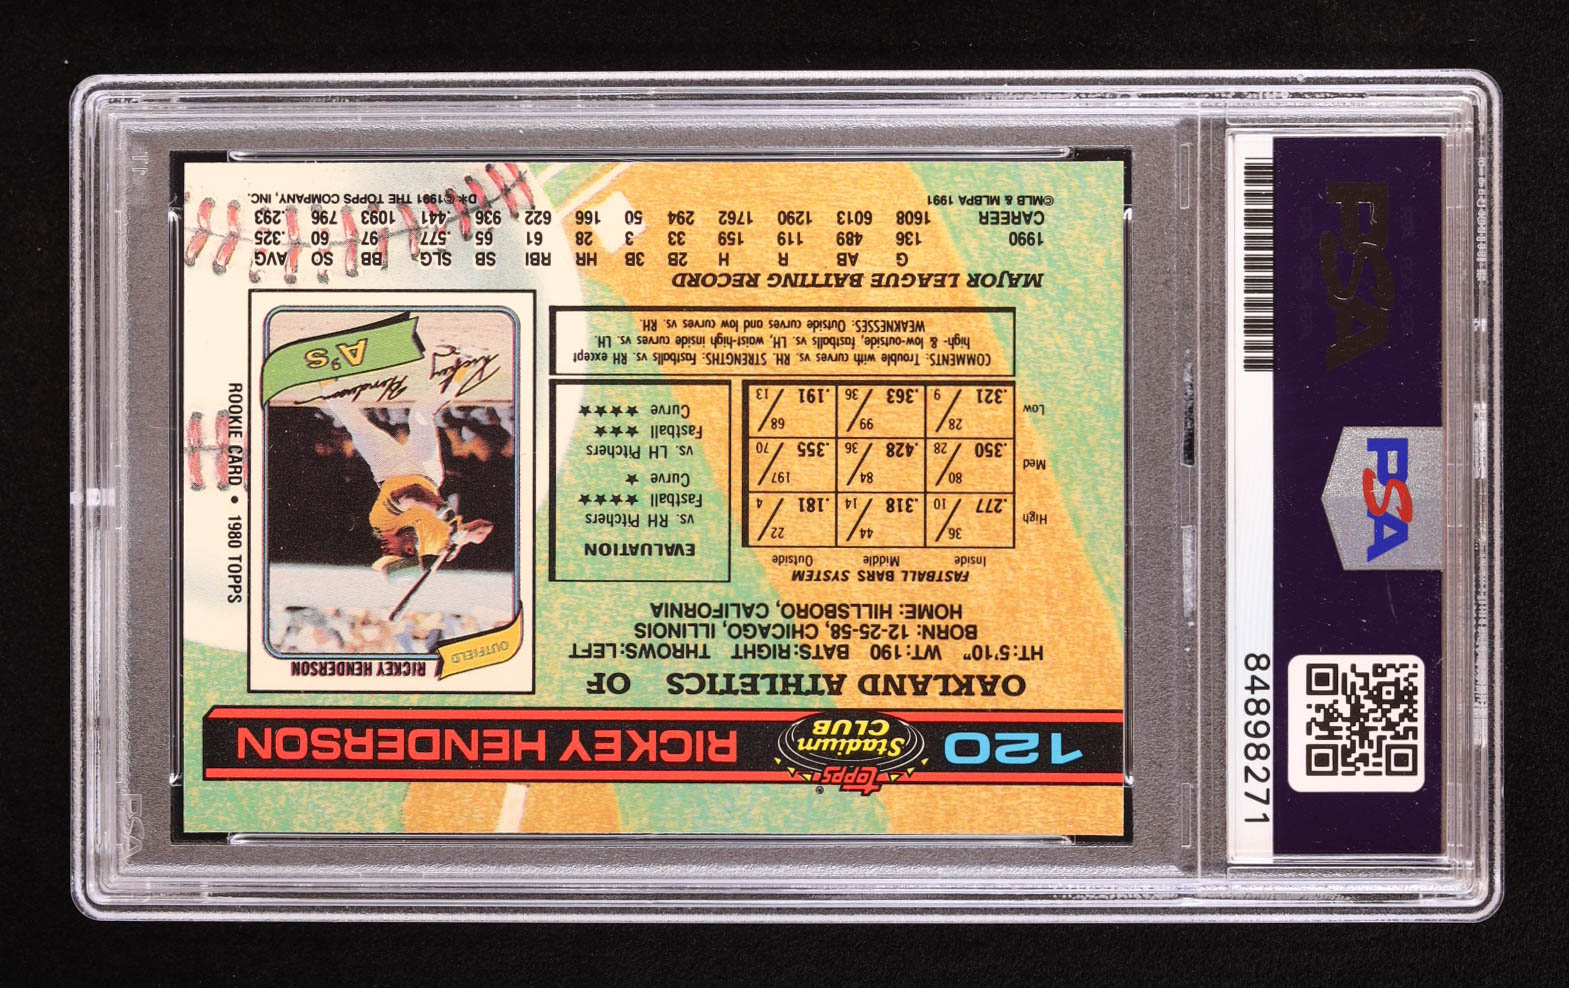 120 Topps Stadium CLUB® RICKEY HENDERSON
OAKLAND ATHLETICS OF
HT:5'10" WT:190 BATS:RIGHT THROWS:LEFT
BORN: 12-25-58, CHICAGO, ILLINOIS
HOME: HILLSBORO, CALIFORNIA
FASTBALL BARS SYSTEM
Inside Middle Outside
High .277 36/10 .318 44/14 .181 22/4
Med .350 80/28 .428 84/36 .355 197/70
Low .321 28/9 .363 99/36 .191 68/13
EVALUATION
vs. RH Pitchers
Fastball ★★★★
Curve ★
vs. LH Pitchers
Fastball ★★★
Curve ★★★★
COMMENTS: Trouble with curves vs. RH. STRENGTHS: Fastballs vs. RH except
high- & low-outside, fastballs vs. LH, waist-high inside curves vs. LH.
WEAKNESSES: Outside curves and low curves vs. RH.
RICKEY HENDERSON
OUTFIELD
Rickey Henderson
A's
ROOKIE CARD • 1980 TOPPS
MAJOR LEAGUE BATTING RECORD
G AB R H 2B 3B HR RBI SB SLG BB SO AVG
1990 136 489 119 159 33 3 28 61 65 .577 97 60 .325
CAREER 1608 6013 1290 1762 294 50 166 622 936 .441 1093 796 .293
©MLB & MLBPA 1991
D* © 1991 THE TOPPS COMPANY, INC.
PSA
PSA
84898271
PSA